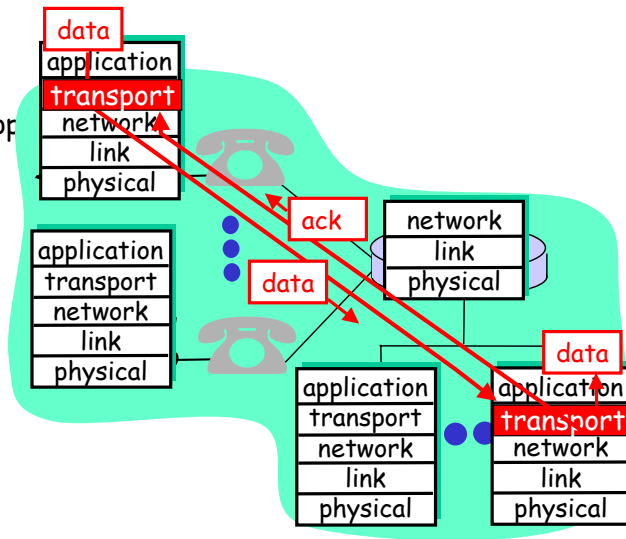 data
application
transport
network
link
physical
ack
network
link
physical
application
transport
network
link
physical
data
data
application
transport
network
link
physical
application
transport
network
link
physical